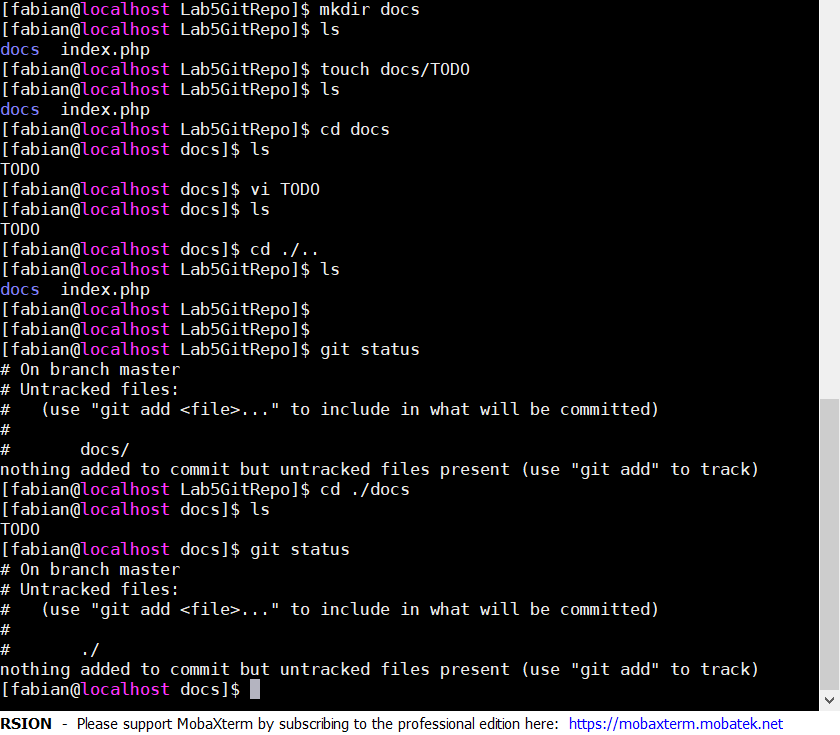 [fabian@localhost Lab5GitRepo]$ mkdir docs
[fabian@localhost Lab5GitRepo]$ ls
docs  index.php
[fabian@localhost Lab5GitRepo]$ touch docs/TODO
[fabian@localhost Lab5GitRepo]$ ls
docs  index.php
[fabian@localhost Lab5GitRepo]$ cd docs
[fabian@localhost docs]$ ls
TODO
[fabian@localhost docs]$ vi TODO
[fabian@localhost docs]$ ls
TODO
[fabian@localhost docs]$ cd ./..
[fabian@localhost Lab5GitRepo]$ ls
docs  index.php
[fabian@localhost Lab5GitRepo]$
[fabian@localhost Lab5GitRepo]$
[fabian@localhost Lab5GitRepo]$ git status
# On branch master
# Untracked files:
#   (use "git add <file>..." to include in what will be committed)
#
#       docs/
nothing added to commit but untracked files present (use "git add" to track)
[fabian@localhost Lab5GitRepo]$ cd ./docs
[fabian@localhost docs]$ ls
TODO
[fabian@localhost docs]$ git status
# On branch master
# Untracked files:
#   (use "git add <file>..." to include in what will be committed)
#
#       ./
nothing added to commit but untracked files present (use "git add" to track)
[fabian@localhost docs]$
RSION  -  Please support MobaXterm by subscribing to the professional edition here:  https://mobaxterm.mobatek.net